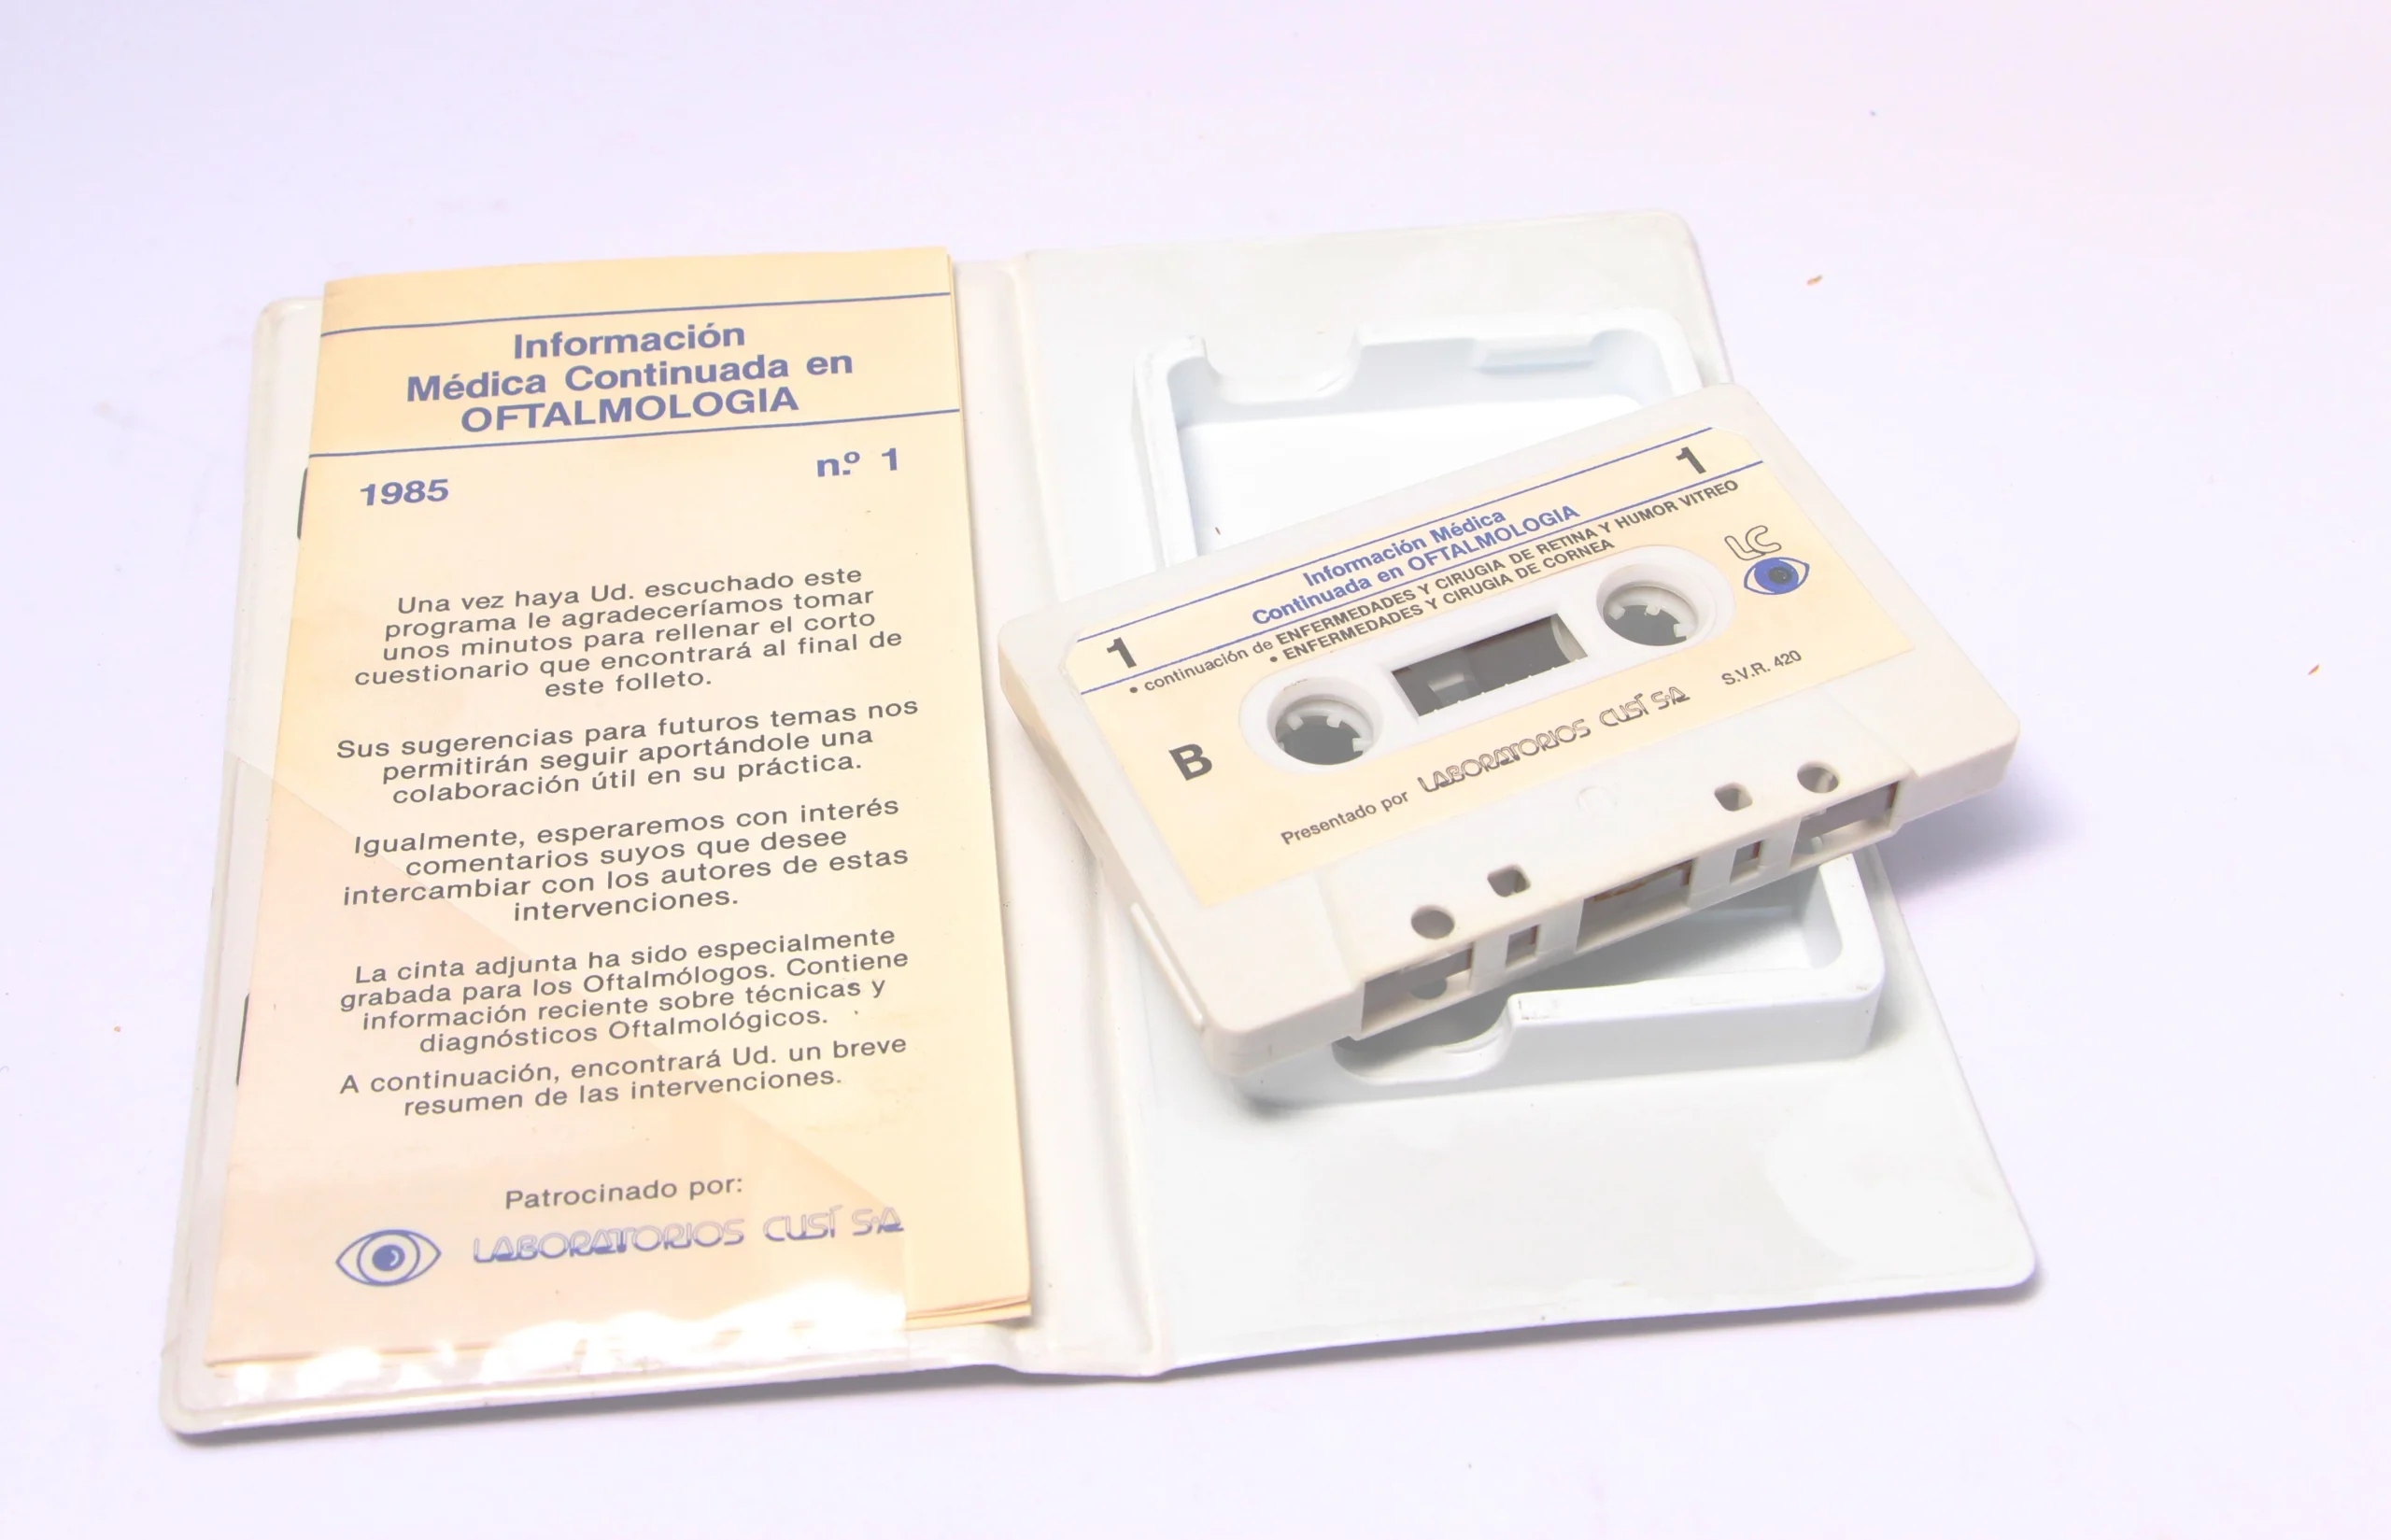 Información
Médica Continuada en
OFTALMOLOGIA
1985
n.º 1
Una vez haya Ud. escuchado este
programa le agradeceríamos tomar
unos minutos para rellenar el corto
cuestionario que encontrará al final de
este folleto.
Sus sugerencias para futuros temas nos
permitirán seguir aportándole una
colaboración útil en su práctica.
Igualmente, esperaremos con interés
comentarios suyos que desee
intercambiar con los autores de estas
intervenciones.
La cinta adjunta ha sido especialmente
grabada para los Oftalmólogos. Contiene
información reciente sobre técnicas y
diagnósticos Oftalmológicos.
A continuación, encontrará Ud. un breve
resumen de las intervenciones.
Patrocinado por:
LABORATORIOS CUSÍ SA
1
Información Médica
Continuada en OFTALMOLOGIA
1
• continuación de ENFERMEDADES Y CIRUGIA DE RETINA Y HUMOR VITREO
• ENFERMEDADES Y CIRUGIA DE CORNEA
LC
B
S.V.R. 420
Presentado por LABORATORIOS CUSÍ SA